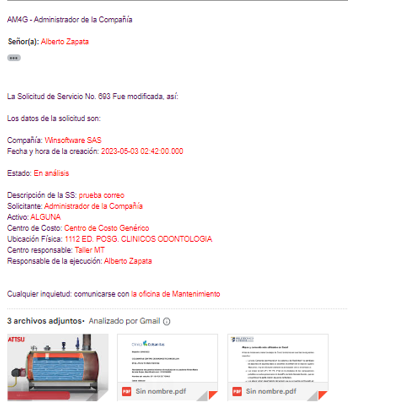 AM4G - Administrador de la Compañía
Señor(a): Alberto Zapata
La Solicitud de Servicio No. 693 Fue modificada, así:
Los datos de la solicitud son:
Compañía: Winsoftware SAS
Fecha y hora de la creación: 2023-05-03 02:42:00.000
Estado: En análisis
Descripción de la SS: prueba correo
Solicitante: Administrador de la Compañía
Activo: ALGUNA
Centro de Costo: Centro de Costo Genérico
Ubicación Física: 1112 ED. POSG. CLINICOS ODONTOLOGIA
Centro responsable: Taller MT
Responsable de la ejecución: Alberto Zapata
Cualquier inquietud: comunicarse con la oficina de Mantenimiento
3 archivos adjuntos • Analizado por Gmail
ATTSU
PDF Sin nombre.pdf
PDF Sin nombre.pdf